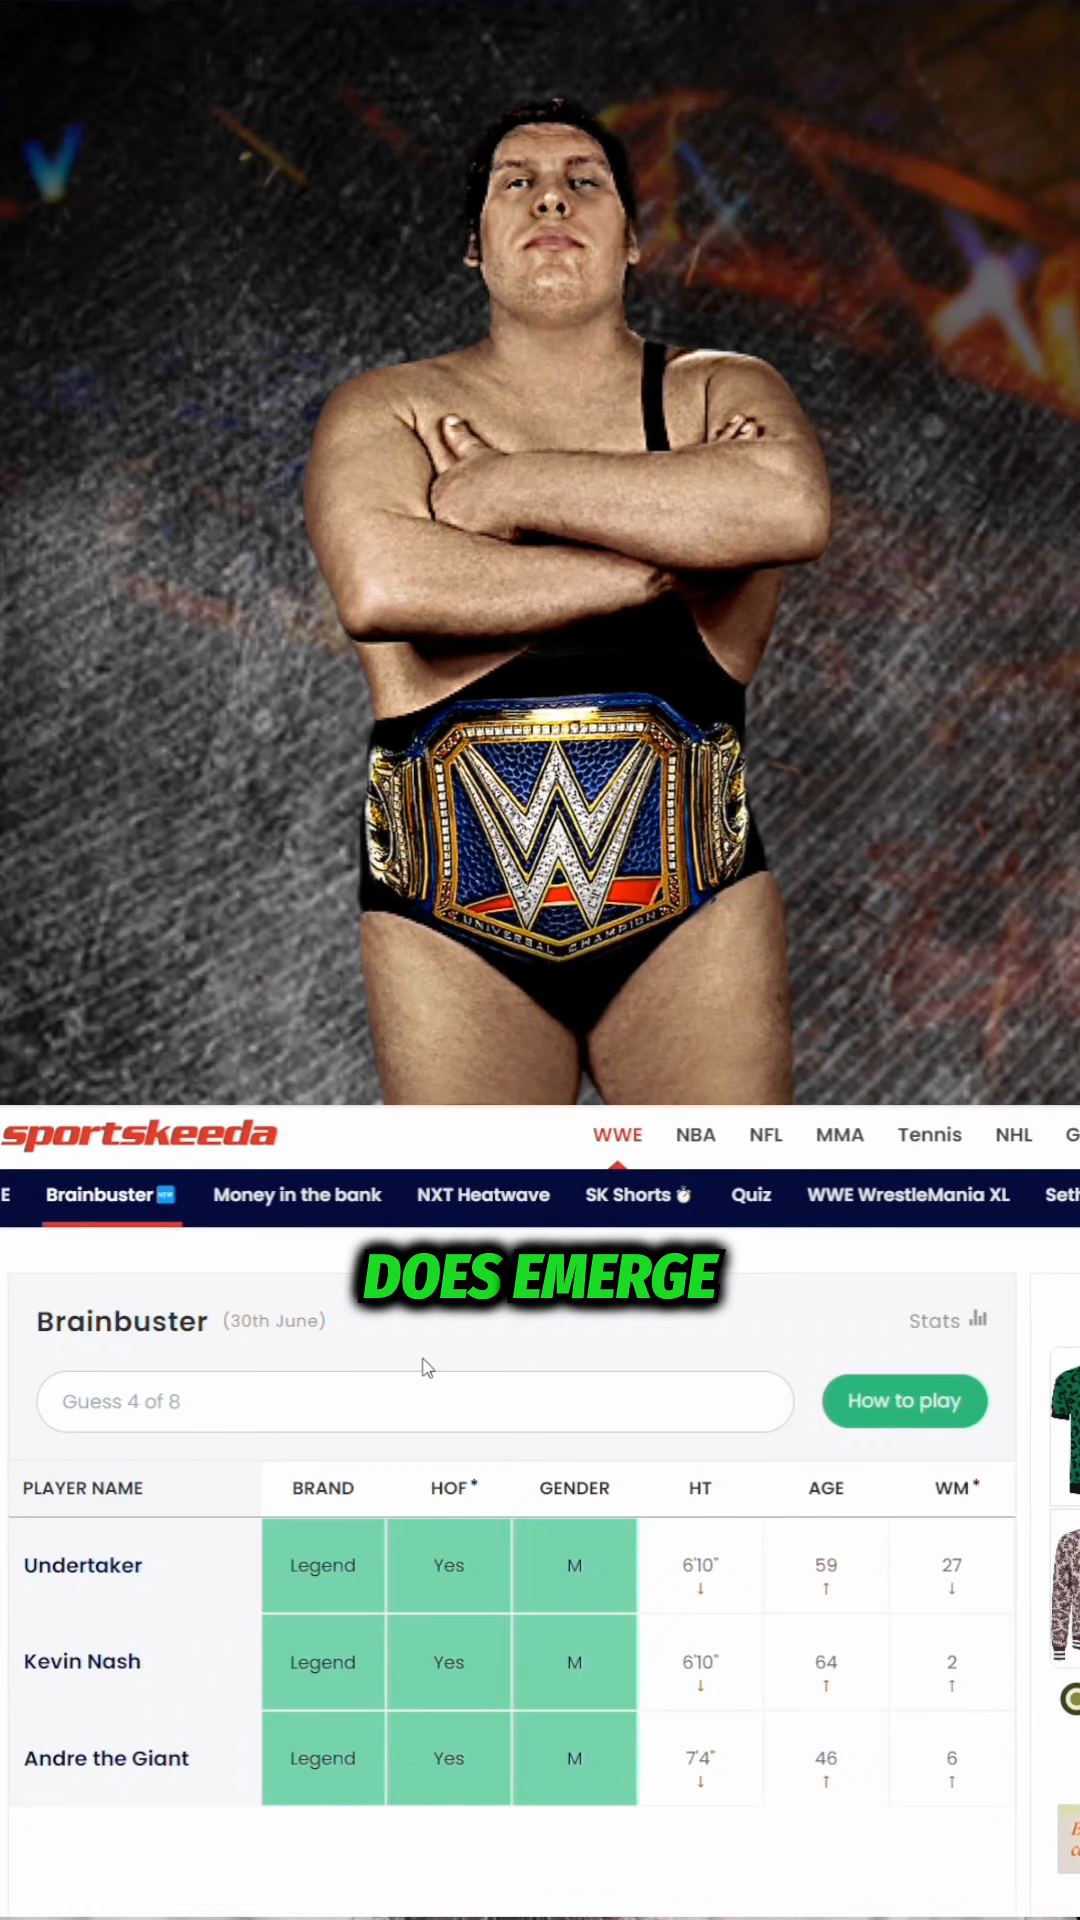 W
UNIVERSAL CHAMPION
sportskeeda
WWE NBA NFL MMA Tennis NHL G
E Brainbuster NEW Money in the bank NXT Heatwave SK Shorts Quiz WWE WrestleMania XL Seth
DOES EMERGE
Brainbuster (30th June) Stats
Guess 4 of 8 How to play
PLAYER NAME BRAND HOF* GENDER HT AGE WM*
Undertaker Legend Yes M 6'10" 59 27
↓ ↑ ↓
Kevin Nash Legend Yes M 6'10" 64 2
↓ ↑ ↑
Andre the Giant Legend Yes M 7'4" 46 6
↓ ↑ ↑